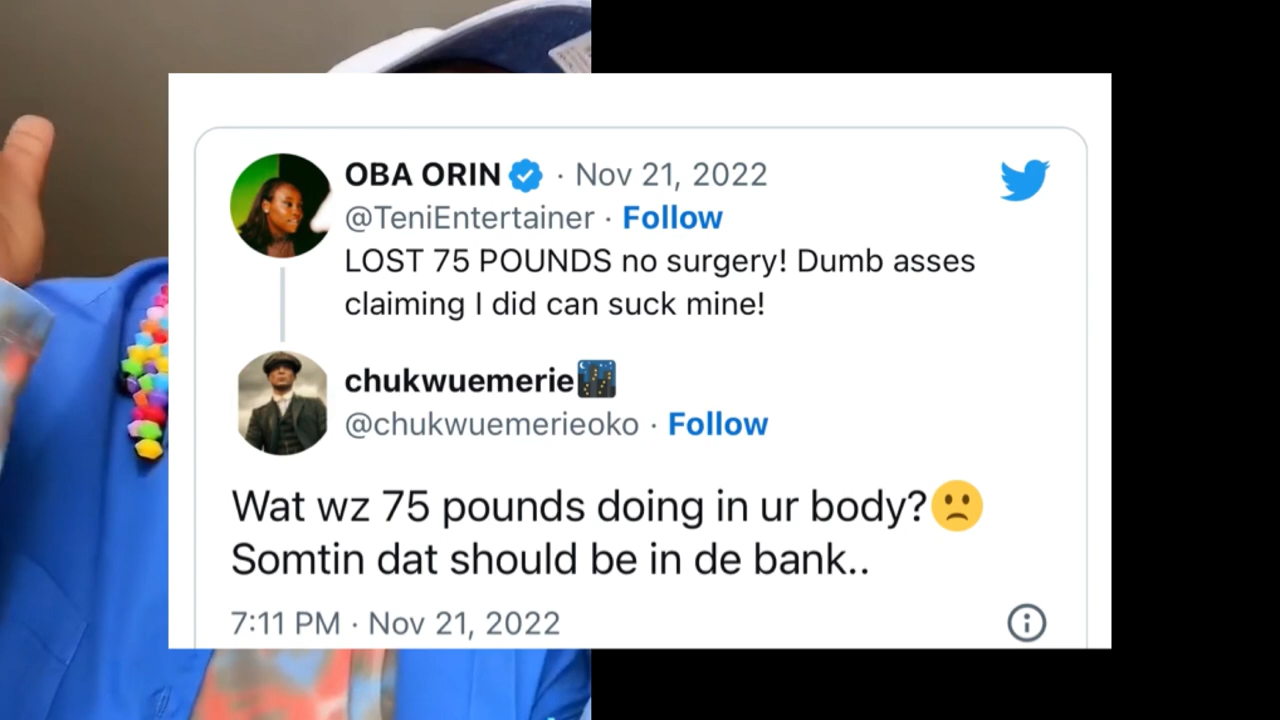 OBA ORIN · Nov 21, 2022
@TeniEntertainer · Follow
LOST 75 POUNDS no surgery! Dumb asses
claiming I did can suck mine!
chukwuemerie🌃
@chukwuemerieoko · Follow
Wat wz 75 pounds doing in ur body?🙁
Somtin dat should be in de bank..
7:11 PM · Nov 21, 2022